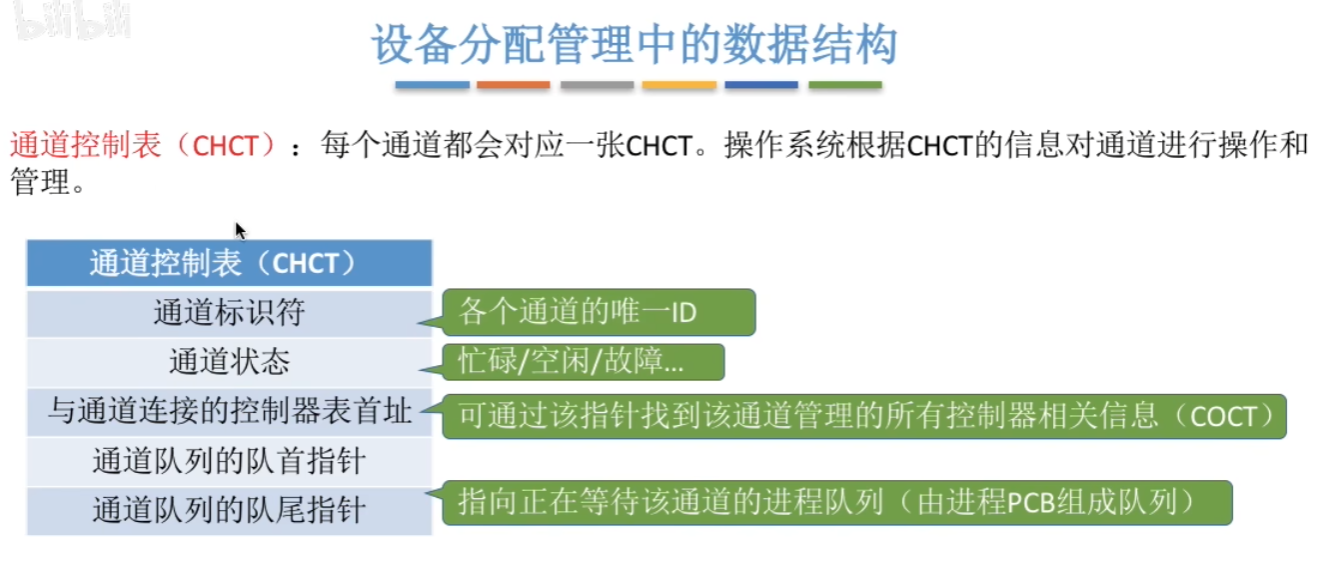 bilibili
设备分配管理中的数据结构
通道控制表（CHCT）：每个通道都会对应一张CHCT。操作系统根据CHCT的信息对通道进行操作和
管理。
通道控制表（CHCT）
通道标识符
各个通道的唯一ID
通道状态
忙碌/空闲/故障...
与通道连接的控制器表首址
可通过该指针找到该通道管理的所有控制器相关信息（COCT）
通道队列的队首指针
通道队列的队尾指针
指向正在等待该通道的进程队列（由进程PCB组成队列）